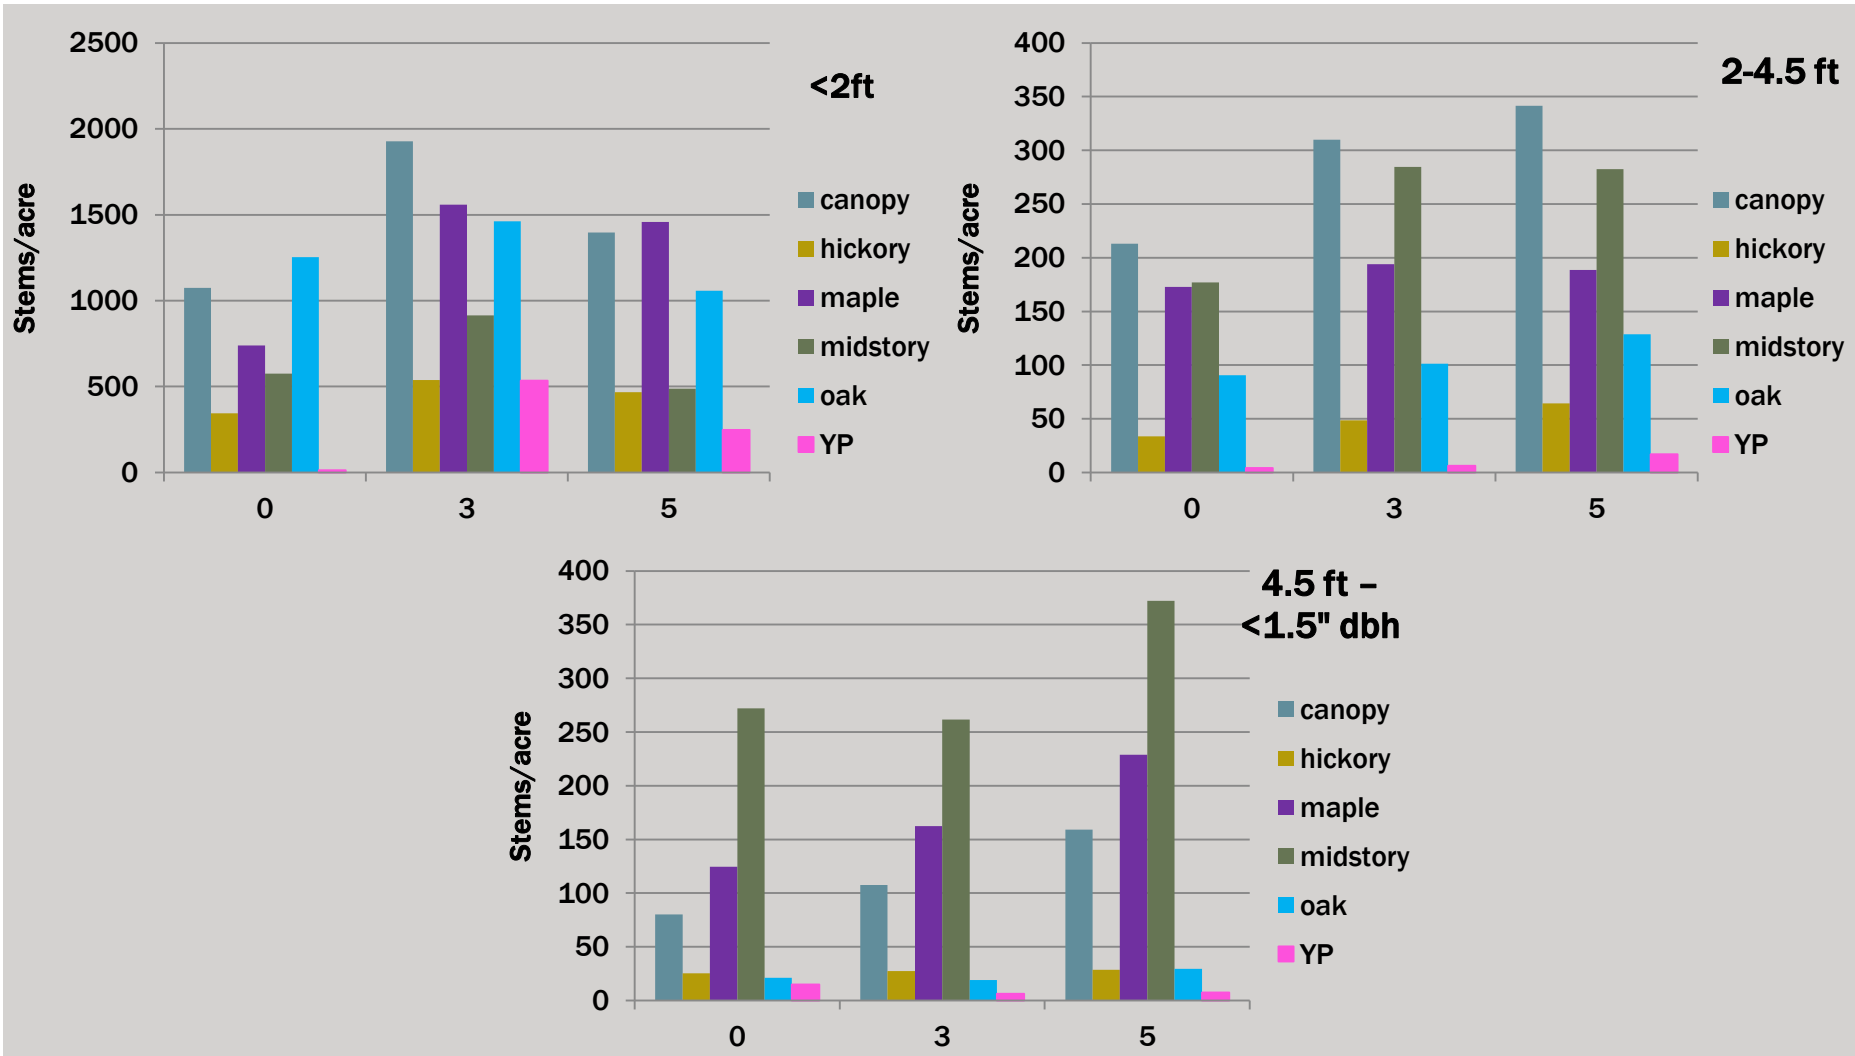 <2ft
Stems/acre
2500
2000
1500
1000
500
0
0 3 5
canopy
hickory
maple
midstory
oak
YP
2-4.5 ft
Stems/acre
400
350
300
250
200
150
100
50
0
0 3 5
canopy
hickory
maple
midstory
oak
YP
4.5 ft –
<1.5" dbh
Stems/acre
400
350
300
250
200
150
100
50
0
0 3 5
canopy
hickory
maple
midstory
oak
YP